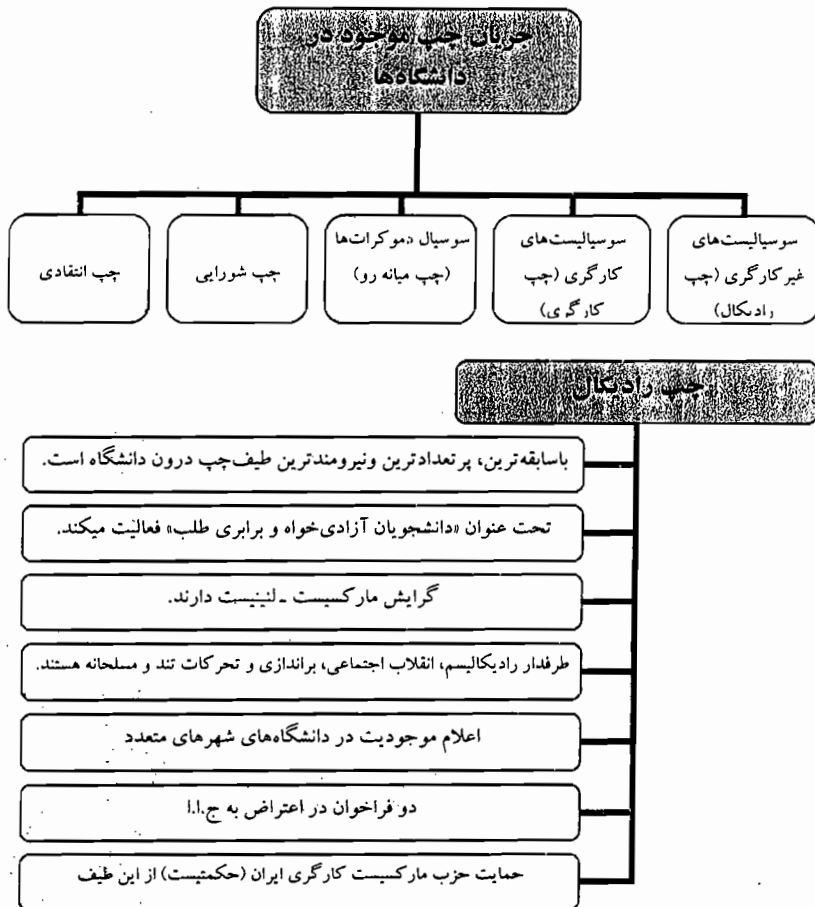 جریان چپ موجود در
دانشگاه‌ها
سوسیالیست‌های
غیر کارگری (چپ
رادیکال)
سوسیالیست‌های
کارگری (چپ
کارگری)
سوسیال دموکرات‌ها
(چپ میانه رو)
چپ شورایی
چپ انتقادی
چپ رادیکال
باسابقه‌ترین، پرتعدادترین ونیرومندترین طیف‌چپ درون دانشگاه است.
تحت عنوان «دانشجویان آزادی‌خواه و برابری طلب» فعالیت میکند.
گرایش مارکسیست ـ لنینیست دارند.
طرفدار رادیکالیسم، انقلاب اجتماعی، براندازی و تحرکات تند و مسلحانه هستند.
اعلام موجودیت در دانشگاه‌های شهرهای متعدد
دو فراخوان در اعتراض به ج.ا.ا
حمایت حزب مارکسیست کارگری ایران (حکمتیست) از این طیف